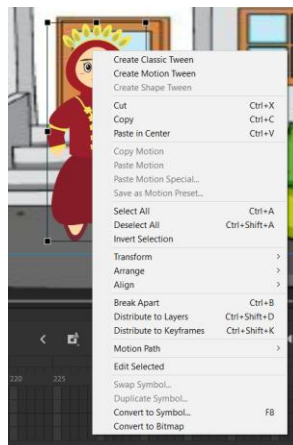 Create Classic Tween
Create Motion Tween
Create Shape Tween
Cut Ctrl+X
Copy Ctrl+C
Paste in Center Ctrl+V
Copy Motion
Paste Motion
Paste Motion Special...
Save as Motion Preset...
Select All Ctrl+A
Deselect All Ctrl+Shift+A
Invert Selection
Transform >
Arrange >
Align >
Break Apart Ctrl+B
Distribute to Layers Ctrl+Shift+D
Distribute to Keyframes Ctrl+Shift+K
Motion Path >
Edit Selected
Swap Symbol...
Duplicate Symbol...
Convert to Symbol... F8
Convert to Bitmap
220 225